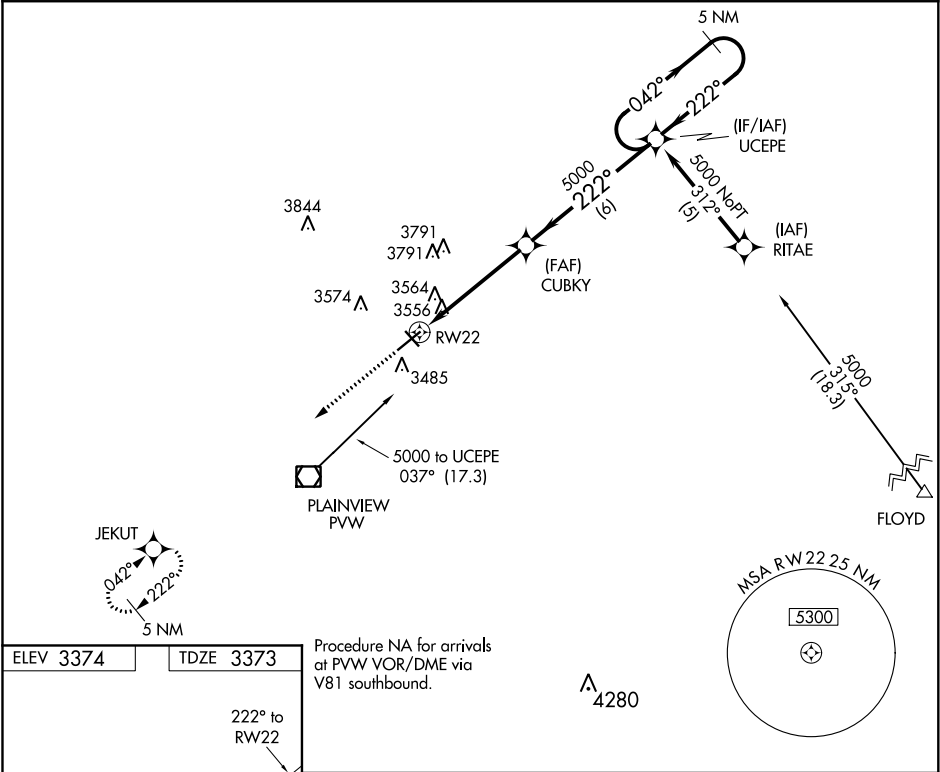 5 NM
042°
222°
(IF/IAF)
UCEPE
5000
222°
(6)
5000 NoPT
312°
(5)
(IAF)
RITAE
3844
3791
3791
(FAF)
CUBKY
3574
3564
3556
RW22
3485
5000
315°
(18.3)
5000 to UCEPE
037° (17.3)
PLAINVIEW
PVW
FLOYD
JEKUT
042°
222°
5 NM
MSA RW 22 25 NM
5300
ELEV 3374
TDZE 3373
Procedure NA for arrivals
at PVW VOR/DME via
V81 southbound.
4280
222° to
RW22